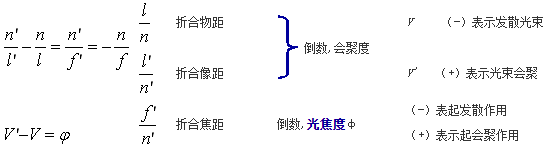 n'/l' − n/l = n'/f' = − n/f
l/n 折合物距
l'/n' 折合像距
倒数, 会聚度
V （−）表示发散光束
V' （+）表示光束会聚
V'−V=φ
f'/n' 折合焦距
倒数, 光焦度 φ
（−）表起发散作用
（+）表示起会聚作用